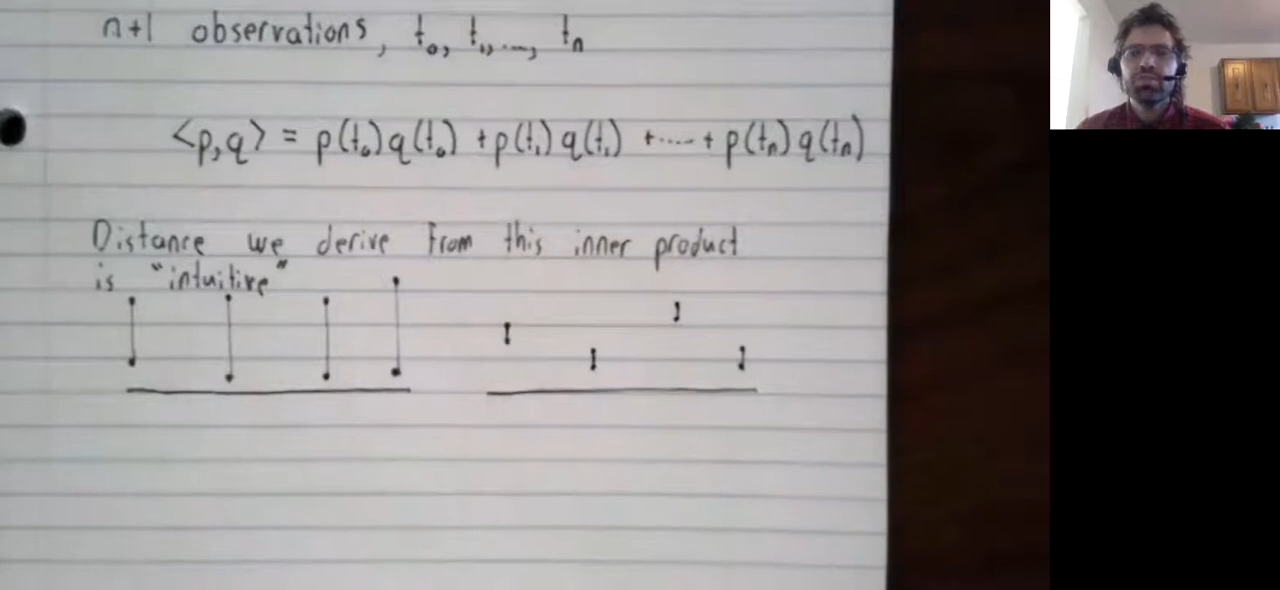 n+1 observations, t₀, t₁, ..., tₙ
<p,q> = p(t₀)q(t₀) + p(t₁)q(t₁) + ..... + p(tₙ)q(tₙ)
Distance we derive from this inner product
is "intuitive"